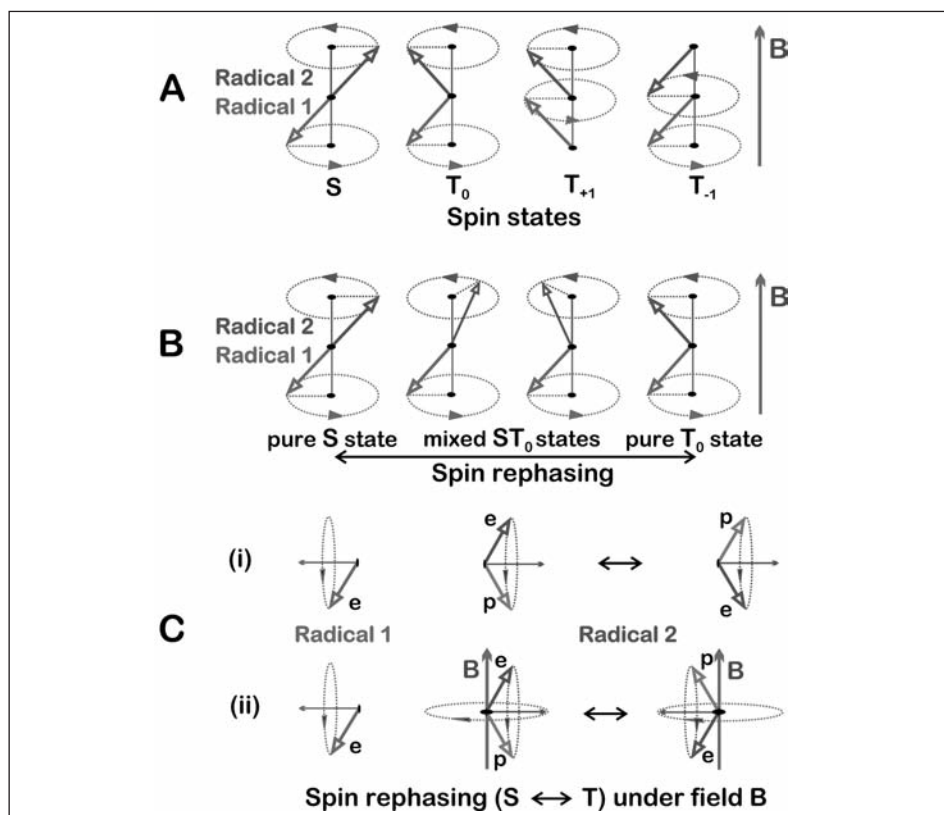 B
A
Radical 2
Radical 1
S T₀ T₊₁ T₋₁
Spin states
B
B
Radical 2
Radical 1
pure S state mixed ST₀ states pure T₀ state
Spin rephasing
(i) e e p p e
C
Radical 1 Radical 2
(ii) e B e p p B e
Spin rephasing (S ↔ T) under field B